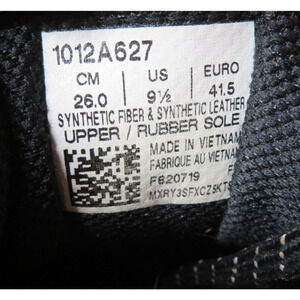 1012A627
CM US EURO
26.0 9½ 41.5
SYNTHETIC FIBER & SYNTHETIC LEATHER
UPPER / RUBBER SOLE
MADE IN VIETNAM
FABRIQUE AU VIETNAM
F620719